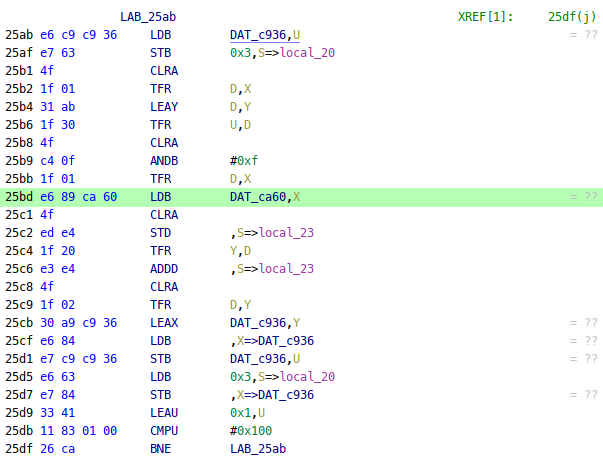 LAB_25ab XREF[1]: 25df(j)
25ab e6 c9 c9 36 LDB DAT_c936,U = ??
25af e7 63 STB 0x3,S=>local_20
25b1 4f CLRA
25b2 1f 01 TFR D,X
25b4 31 ab LEAY D,Y
25b6 1f 30 TFR U,D
25b8 4f CLRA
25b9 c4 0f ANDB #0xf
25bb 1f 01 TFR D,X
25bd e6 89 ca 60 LDB DAT_ca60,X = ??
25c1 4f CLRA
25c2 ed e4 STD ,S=>local_23
25c4 1f 20 TFR Y,D
25c6 e3 e4 ADDD ,S=>local_23
25c8 4f CLRA
25c9 1f 02 TFR D,Y
25cb 30 a9 c9 36 LEAX DAT_c936,Y = ??
25cf e6 84 LDB ,X=>DAT_c936 = ??
25d1 e7 c9 c9 36 STB DAT_c936,U = ??
25d5 e6 63 LDB 0x3,S=>local_20
25d7 e7 84 STB ,X=>DAT_c936 = ??
25d9 33 41 LEAU 0x1,U
25db 11 83 01 00 CMPU #0x100
25df 26 ca BNE LAB_25ab